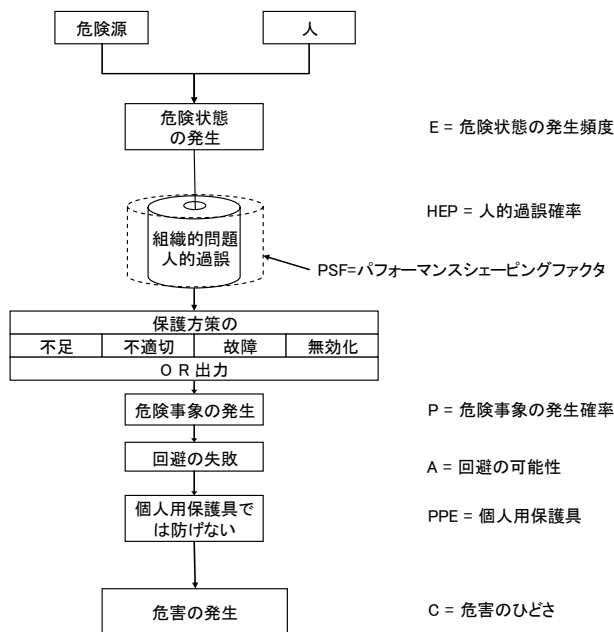 危険源
人
危険状態
の発生
E = 危険状態の発生頻度
HEP = 人的過誤確率
組織的問題
人的過誤
PSF=パフォーマンスシェーピングファクタ
保護方策の
不足 不適切 故障 無効化
ＯＲ出力
危険事象の発生
P = 危険事象の発生確率
回避の失敗
A = 回避の可能性
個人用保護具で
は防げない
PPE = 個人用保護具
危害の発生
C = 危害のひどさ